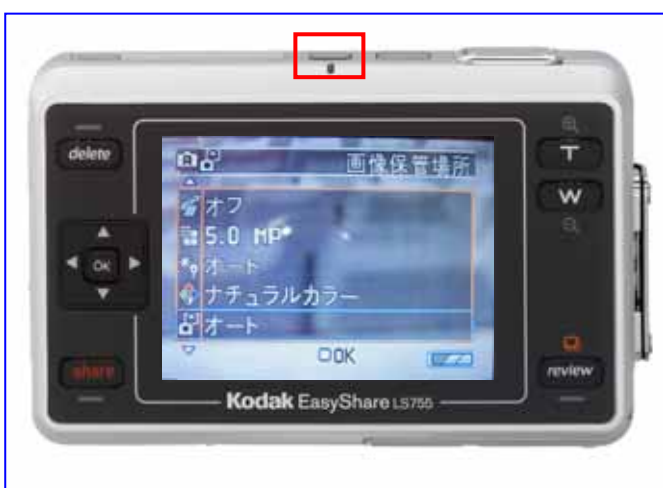 delete
画像保管場所
T
オフ
W
5.0 MP
オート
OK
ナチュラルカラー
オート
OK
share
review
Kodak EasyShare LS755